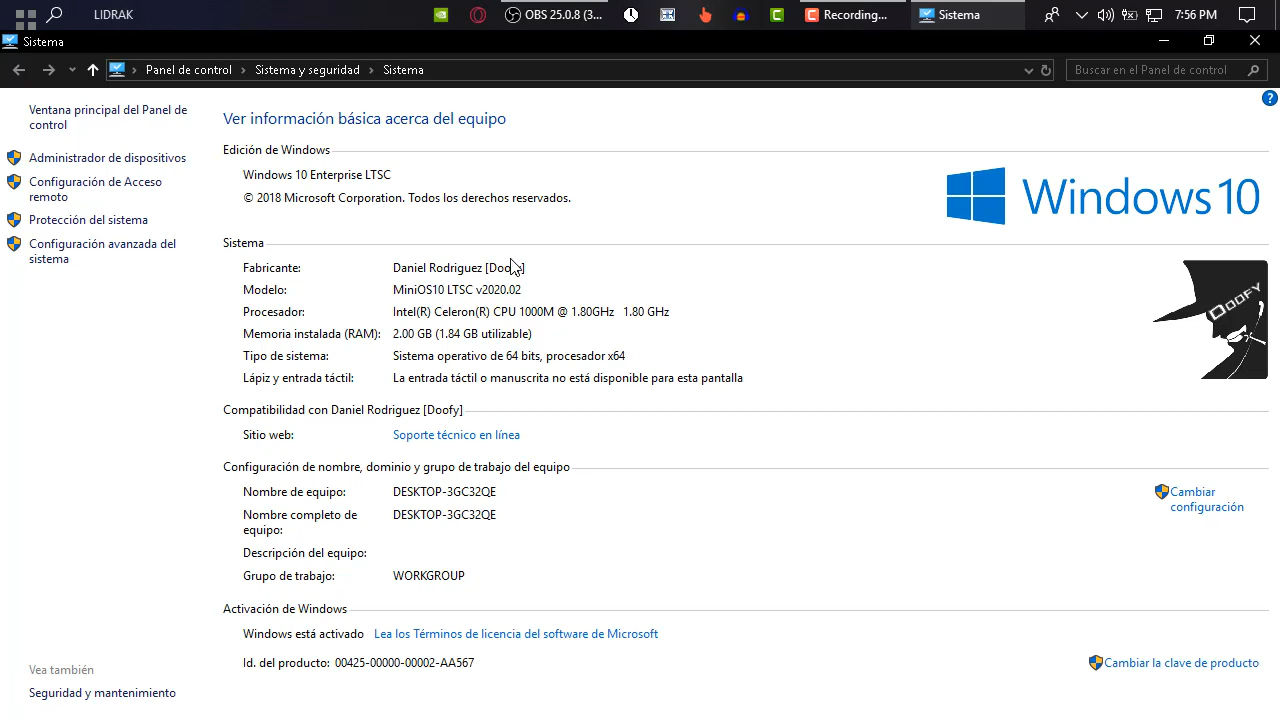 LIDRAK
OBS 25.0.8 (3...
Recording...
Sistema
7:56 PM
Sistema
Panel de control
Sistema y seguridad
Sistema
Buscar en el Panel de control
Ventana principal del Panel de
control
Administrador de dispositivos
Configuración de Acceso
remoto
Protección del sistema
Configuración avanzada del
sistema
Ver información básica acerca del equipo
Edición de Windows
Windows 10 Enterprise LTSC
© 2018 Microsoft Corporation. Todos los derechos reservados.
Windows 10
Sistema
Fabricante: Daniel Rodriguez [Doofy]
Modelo: MiniOS10 LTSC v2020.02
Procesador: Intel(R) Celeron(R) CPU 1000M @ 1.80GHz 1.80 GHz
Memoria instalada (RAM): 2.00 GB (1.84 GB utilizable)
Tipo de sistema: Sistema operativo de 64 bits, procesador x64
Lápiz y entrada táctil: La entrada táctil o manuscrita no está disponible para esta pantalla
DOOFY
Compatibilidad con Daniel Rodriguez [Doofy]
Sitio web: Soporte técnico en línea
Configuración de nombre, dominio y grupo de trabajo del equipo
Nombre de equipo: DESKTOP-3GC32QE
Nombre completo de
equipo: DESKTOP-3GC32QE
Descripción del equipo:
Grupo de trabajo: WORKGROUP
Cambiar
configuración
Activación de Windows
Windows está activado Lea los Términos de licencia del software de Microsoft
Id. del producto: 00425-00000-00002-AA567
Cambiar la clave de producto
Vea también
Seguridad y mantenimiento